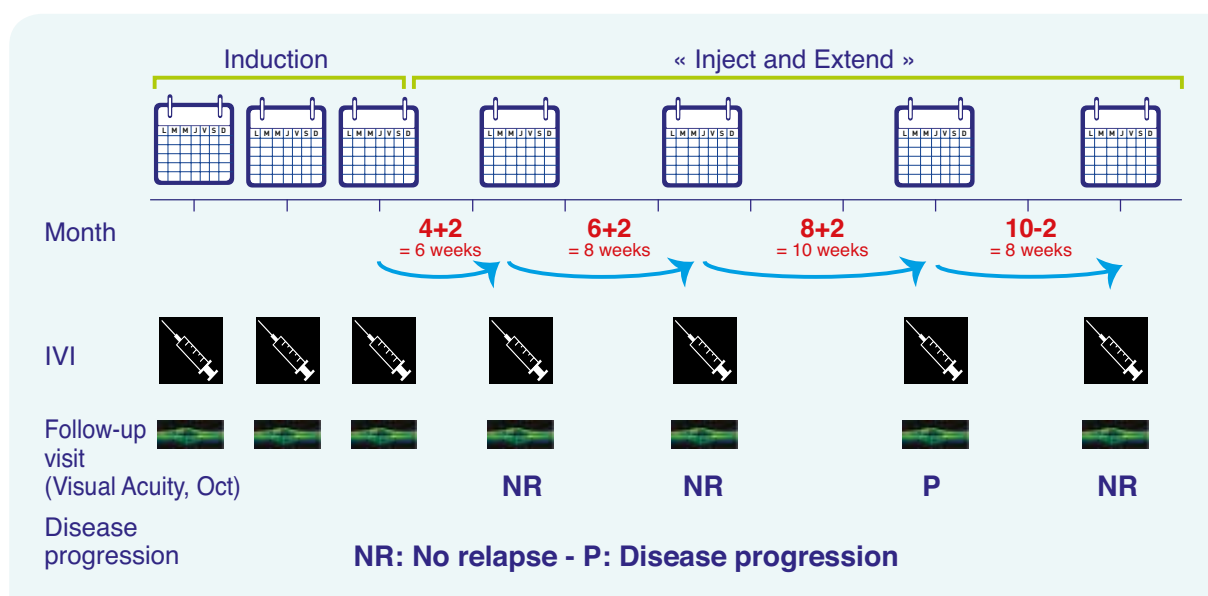 Induction
« Inject and Extend »
L M M J V S D
L M M J V S D
L M M J V S D
L M M J V S D
L M M J V S D
L M M J V S D
L M M J V S D
Month
4+2
= 6 weeks
6+2
= 8 weeks
8+2
= 10 weeks
10-2
= 8 weeks
IVI
Follow-up
visit
(Visual Acuity, Oct)
NR
NR
P
NR
Disease
progression
NR: No relapse - P: Disease progression